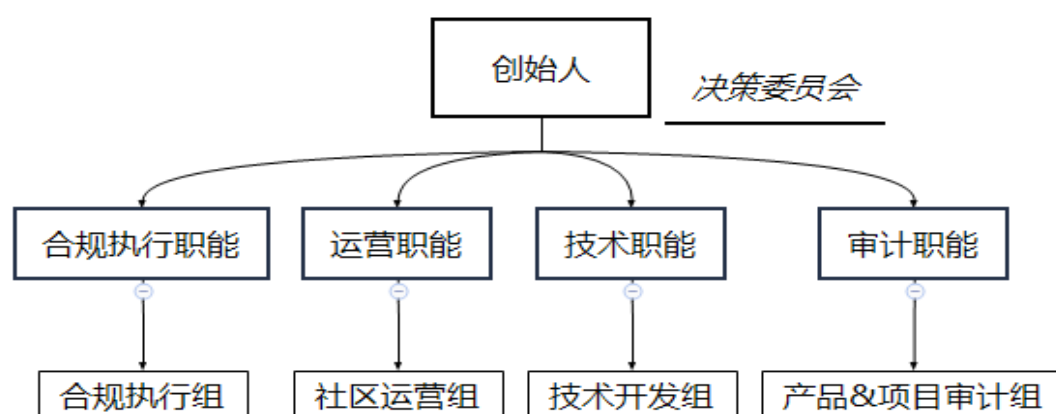 创始人
决策委员会
合规执行职能
运营职能
技术职能
审计职能
合规执行组
社区运营组
技术开发组
产品&项目审计组